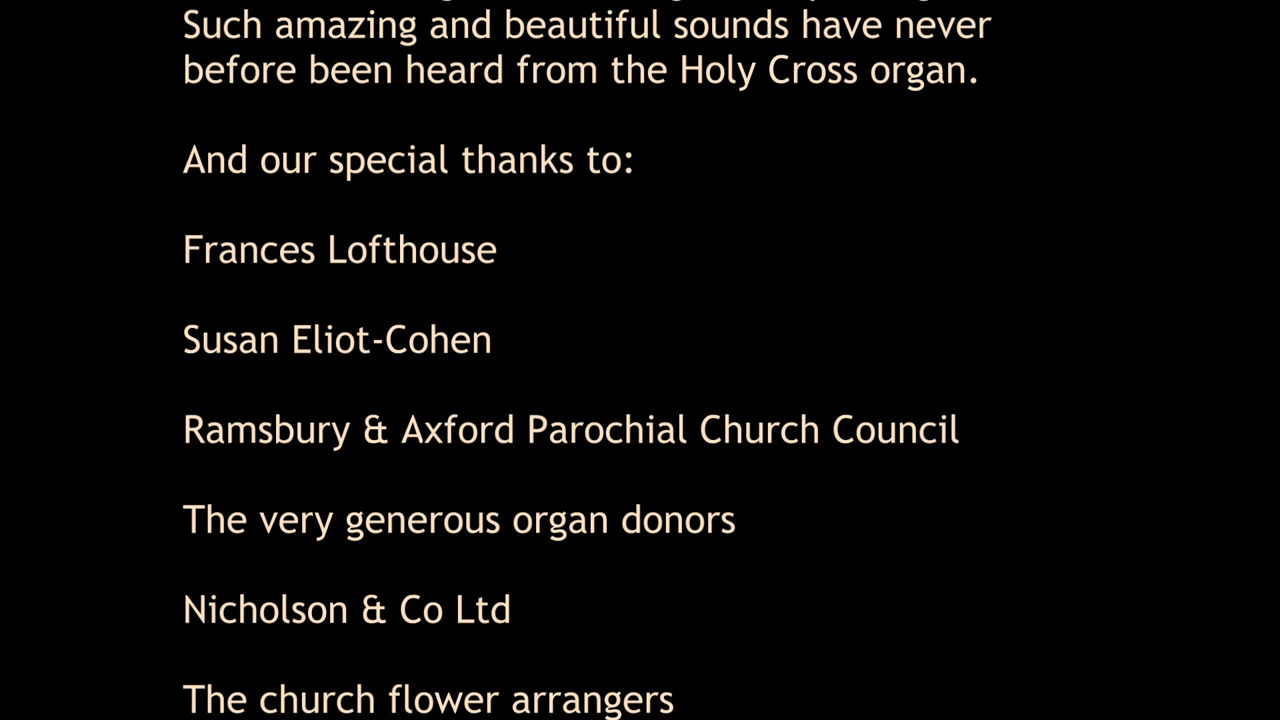 Such amazing and beautiful sounds have never
before been heard from the Holy Cross organ.
And our special thanks to:
Frances Lofthouse
Susan Eliot-Cohen
Ramsbury & Axford Parochial Church Council
The very generous organ donors
Nicholson & Co Ltd
The church flower arrangers